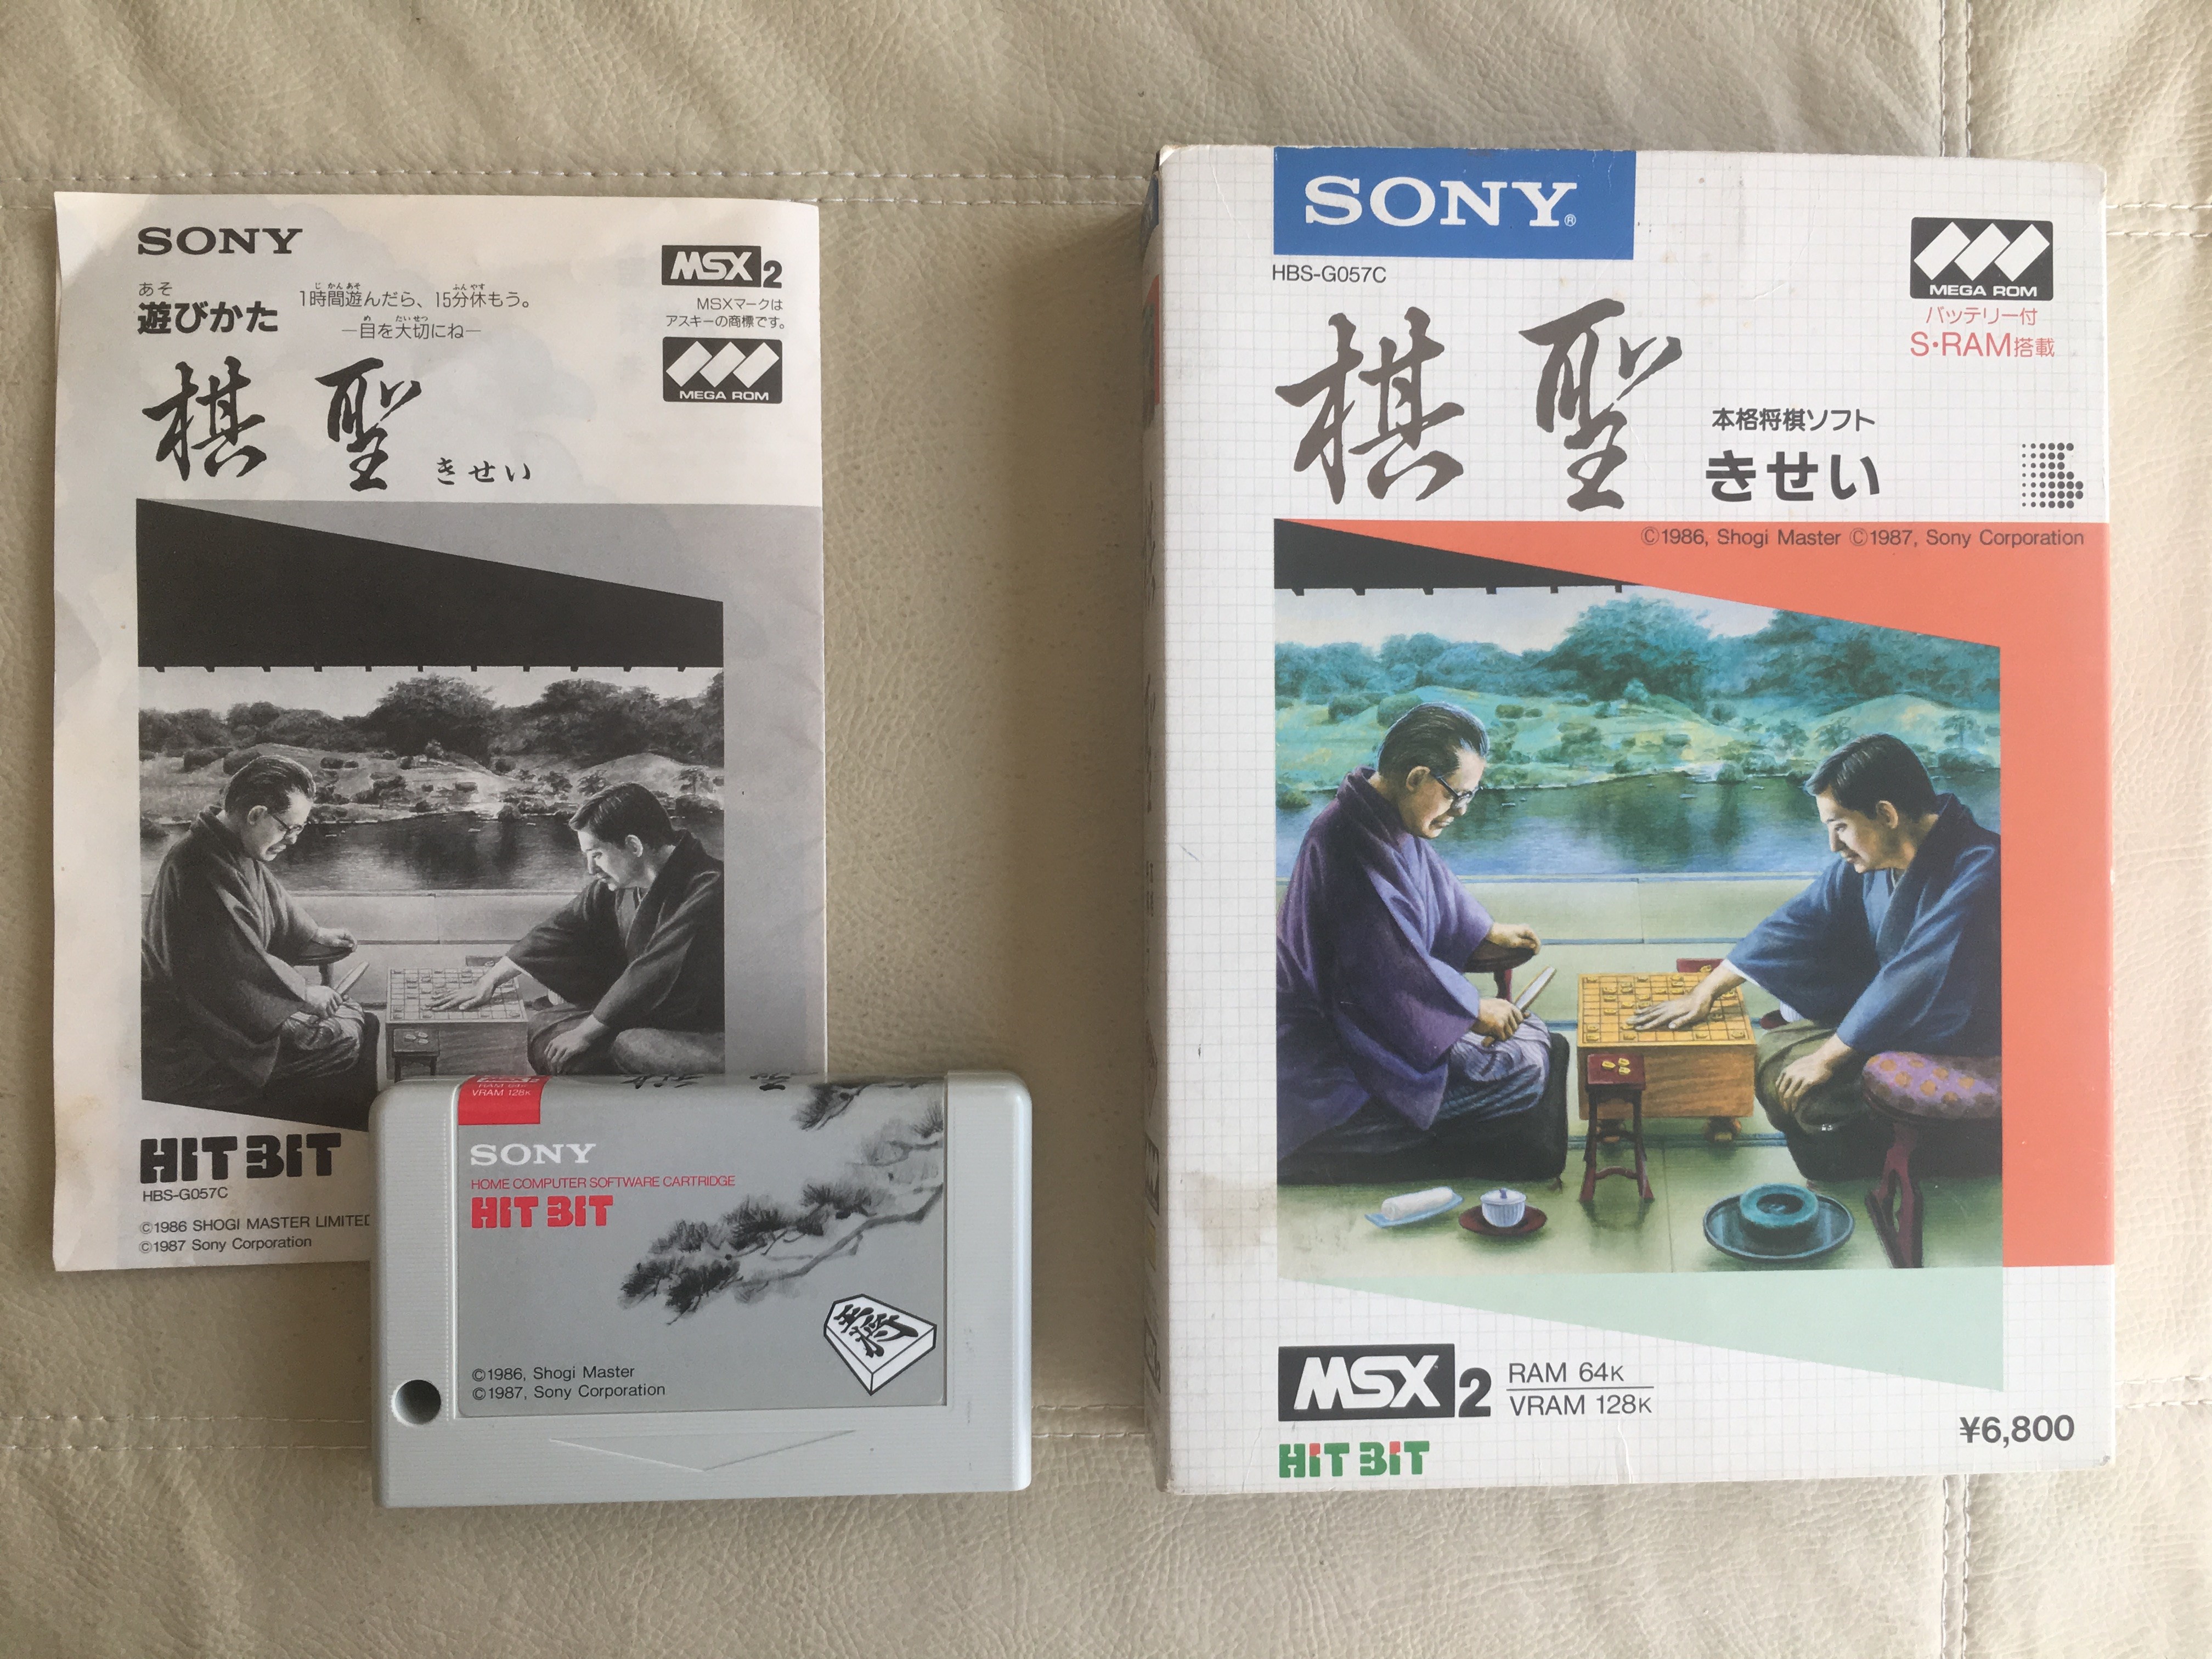 SONY
MSX2
あそ
遊びかた
じかんあそ ふんやす
1時間遊んだら、15分休もう。
め たいせつ
—目を大切にね—
MSXマークは
アスキーの商標です。
MEGA ROM
棋聖
きせい
HIT BIT
HBS-G057C
©1986 SHOGI MASTER LIMITED
©1987 Sony Corporation
RAM 64K
VRAM 128K
SONY
HOME COMPUTER SOFTWARE CARTRIDGE
HIT BIT
王将
©1986, Shogi Master
©1987, Sony Corporation
SONY®
HBS-G057C
MEGA ROM
バッテリー付
S・RAM搭載
棋聖
本格将棋ソフト
きせい
©1986, Shogi Master ©1987, Sony Corporation
MSX2
RAM 64K
VRAM 128K
HIT BIT
¥6,800